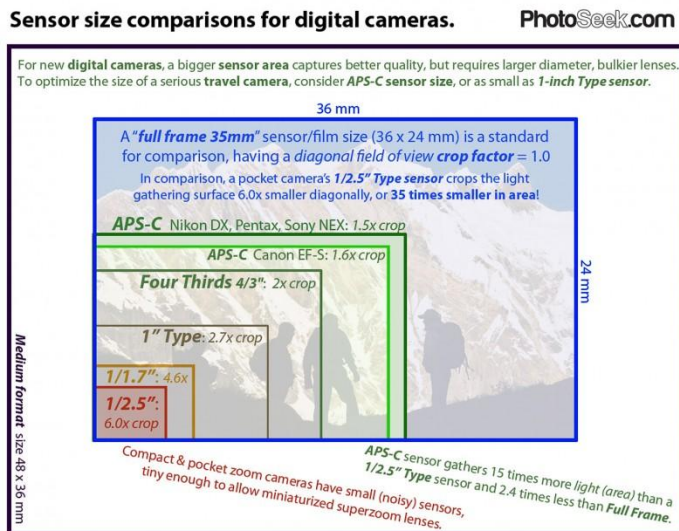 Sensor size comparisons for digital cameras.
PhotoSeek.com
For new digital cameras, a bigger sensor area captures better quality, but requires larger diameter, bulkier lenses.
To optimize the size of a serious travel camera, consider APS-C sensor size, or as small as 1-inch Type sensor.
36 mm
A "full frame 35mm" sensor/film size (36 x 24 mm) is a standard
for comparison, having a diagonal field of view crop factor = 1.0
In comparison, a pocket camera's 1/2.5" Type sensor crops the light
gathering surface 6.0x smaller diagonally, or 35 times smaller in area!
APS-C Nikon DX, Pentax, Sony NEX: 1.5x crop
APS-C Canon EF-S: 1.6x crop
Four Thirds 4/3": 2x crop
24 mm
1" Type: 2.7x crop
1/1.7": 4.6x
1/2.5":
6.0x crop
Medium format size 48 x 36 mm
Compact & pocket zoom cameras have small (noisy) sensors,
tiny enough to allow miniaturized superzoom lenses.
APS-C sensor gathers 15 times more light (area) than a
1/2.5" Type sensor and 2.4 times less than Full Frame.